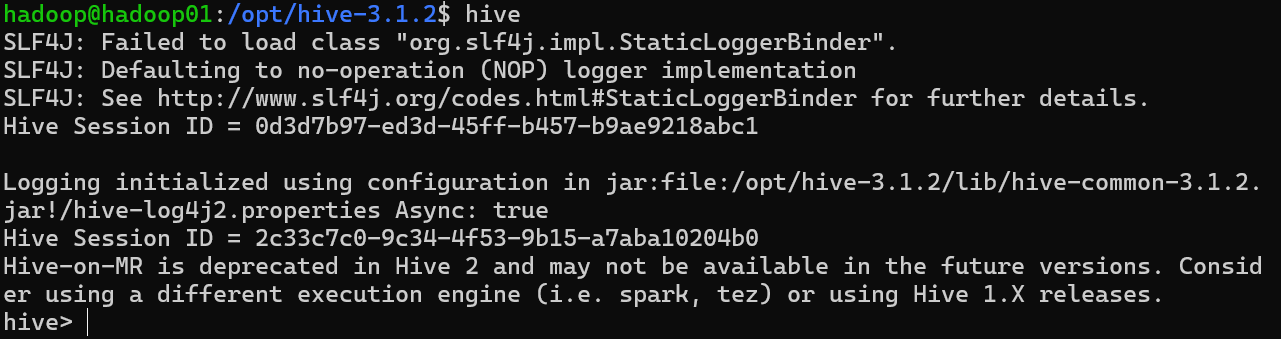 hadoop@hadoop01:/opt/hive-3.1.2$ hive
SLF4J: Failed to load class "org.slf4j.impl.StaticLoggerBinder".
SLF4J: Defaulting to no-operation (NOP) logger implementation
SLF4J: See http://www.slf4j.org/codes.html#StaticLoggerBinder for further details.
Hive Session ID = 0d3d7b97-ed3d-45ff-b457-b9ae9218abc1
Logging initialized using configuration in jar:file:/opt/hive-3.1.2/lib/hive-common-3.1.2.
jar!/hive-log4j2.properties Async: true
Hive Session ID = 2c33c7c0-9c34-4f53-9b15-a7aba10204b0
Hive-on-MR is deprecated in Hive 2 and may not be available in the future versions. Consid
er using a different execution engine (i.e. spark, tez) or using Hive 1.X releases.
hive>